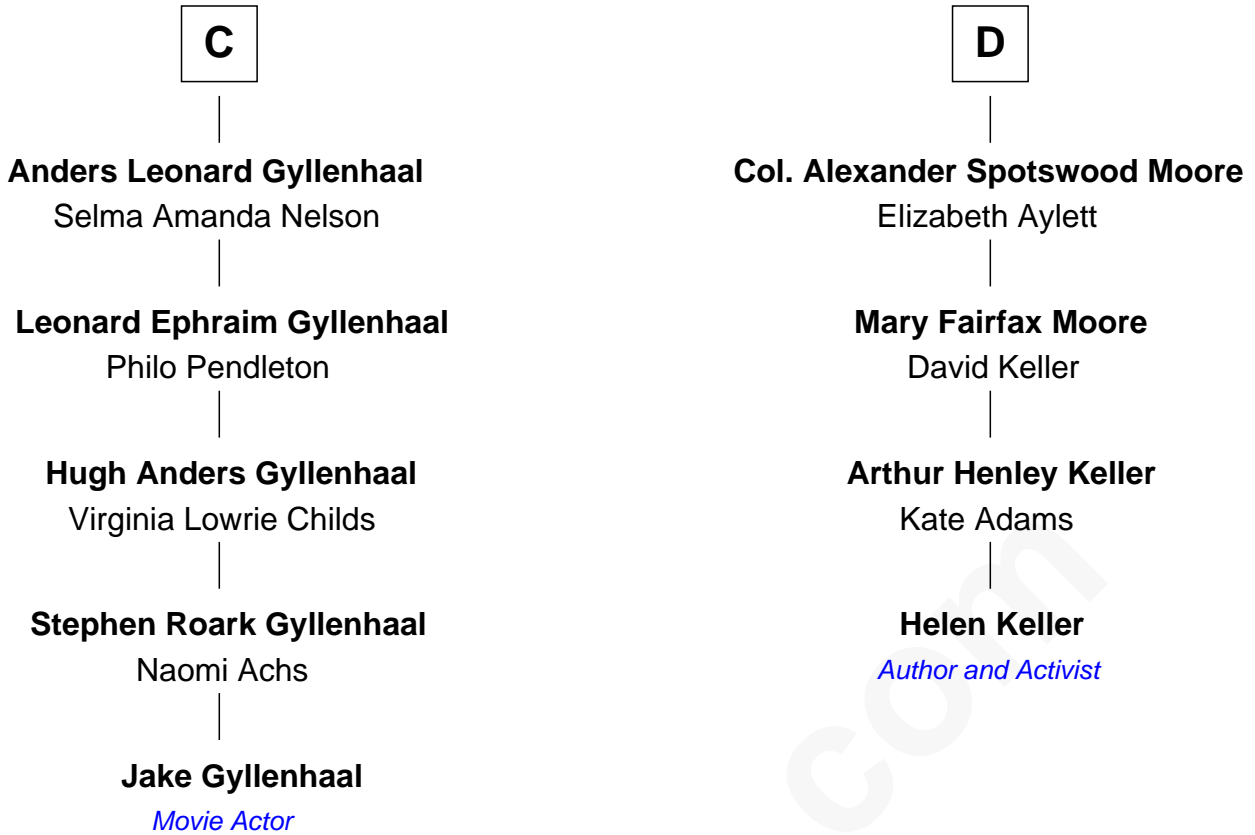 C
Anders Leonard Gyllenhaal
Selma Amanda Nelson
Leonard Ephraim Gyllenhaal
Philo Pendleton
Hugh Anders Gyllenhaal
Virginia Lowrie Childs
Stephen Roark Gyllenhaal
Naomi Achs
Jake Gyllenhaal
Movie Actor
D
Col. Alexander Spotswood Moore
Elizabeth Aylett
Mary Fairfax Moore
David Keller
Arthur Henley Keller
Kate Adams
Helen Keller
Author and Activist
com